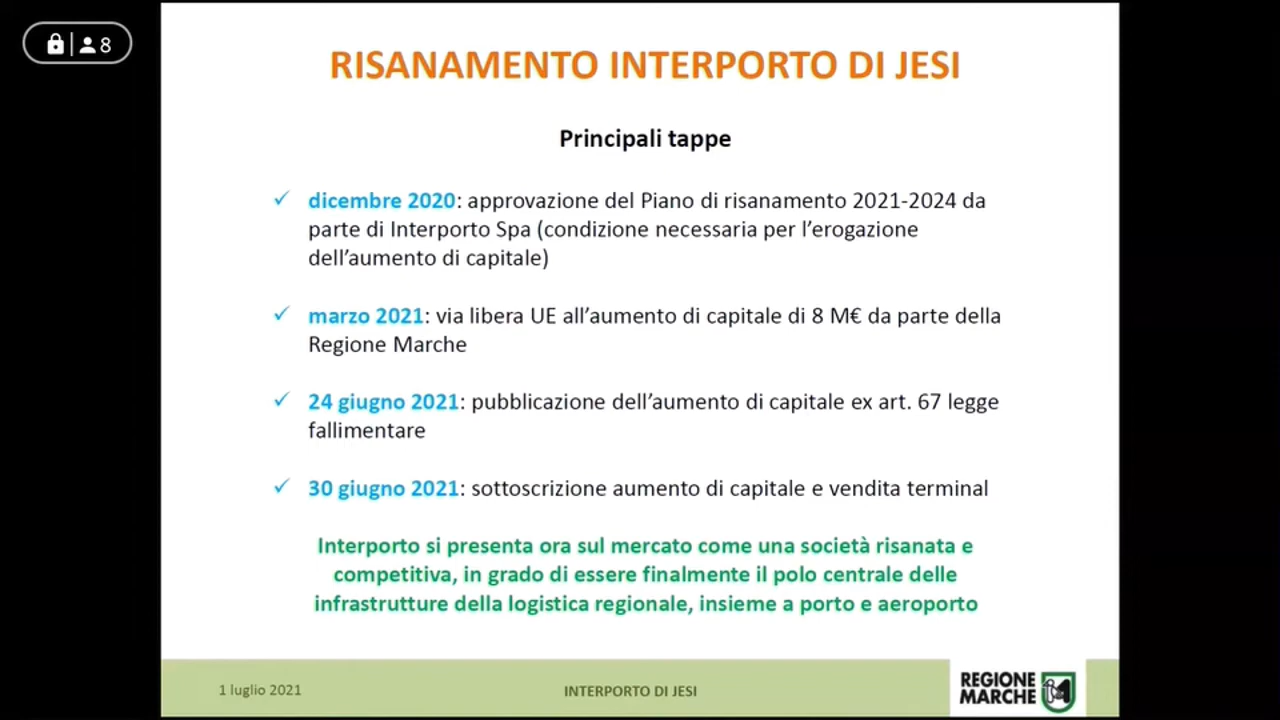 8
RISANAMENTO INTERPORTO DI JESI
Principali tappe
✓ dicembre 2020: approvazione del Piano di risanamento 2021-2024 da
parte di Interporto Spa (condizione necessaria per l’erogazione
dell’aumento di capitale)
✓ marzo 2021: via libera UE all’aumento di capitale di 8 M€ da parte della
Regione Marche
✓ 24 giugno 2021: pubblicazione dell’aumento di capitale ex art. 67 legge
fallimentare
✓ 30 giugno 2021: sottoscrizione aumento di capitale e vendita terminal
Interporto si presenta ora sul mercato come una società risanata e
competitiva, in grado di essere finalmente il polo centrale delle
infrastrutture della logistica regionale, insieme a porto e aeroporto
1 luglio 2021
INTERPORTO DI JESI
REGIONE
MARCHE